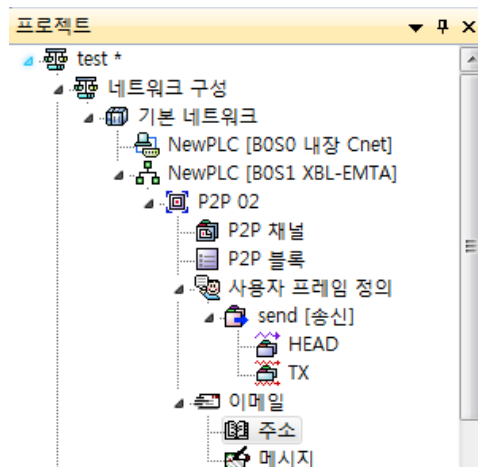 프로젝트
test *
네트워크 구성
기본 네트워크
NewPLC [B0S0 내장 Cnet]
NewPLC [B0S1 XBL-EMTA]
P2P 02
P2P 채널
P2P 블록
사용자 프레임 정의
send [송신]
HEAD
TX
이메일
주소
메시지